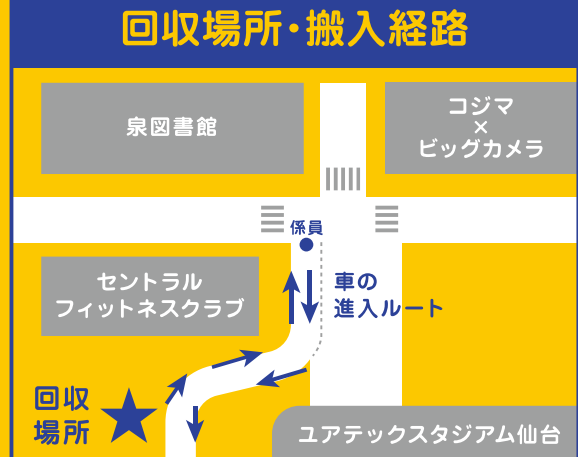 回収場所・搬入経路
泉図書館
コジマ
×
ビッグカメラ
係員
セントラル
フィットネスクラブ
車の
進入ルート
回収
場所
ユアテックスタジアム仙台